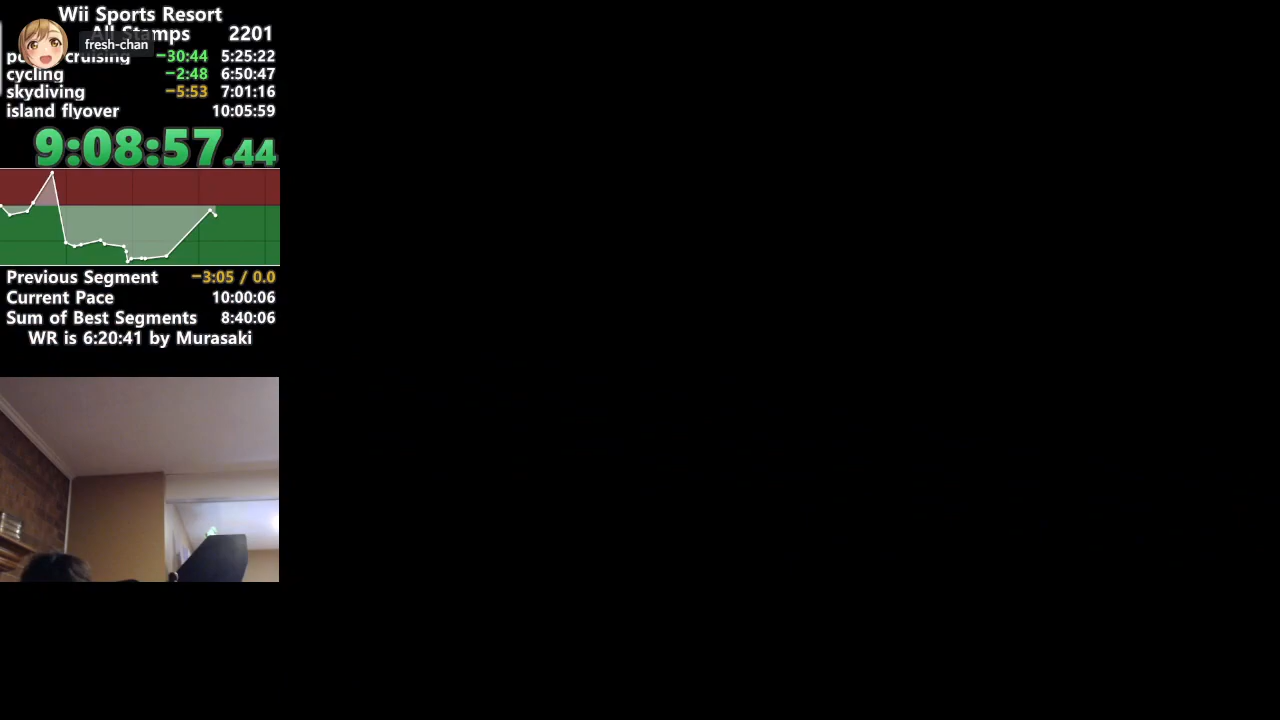 Wii Sports Resort
All Stamps 2201
fresh-chan
cruising −30:44 5:25:22
cycling −2:48 6:50:47
skydiving −5:53 7:01:16
island flyover 10:05:59
9:08:57.44
Previous Segment −3:05 / 0.0
Current Pace 10:00:06
Sum of Best Segments 8:40:06
WR is 6:20:41 by Murasaki